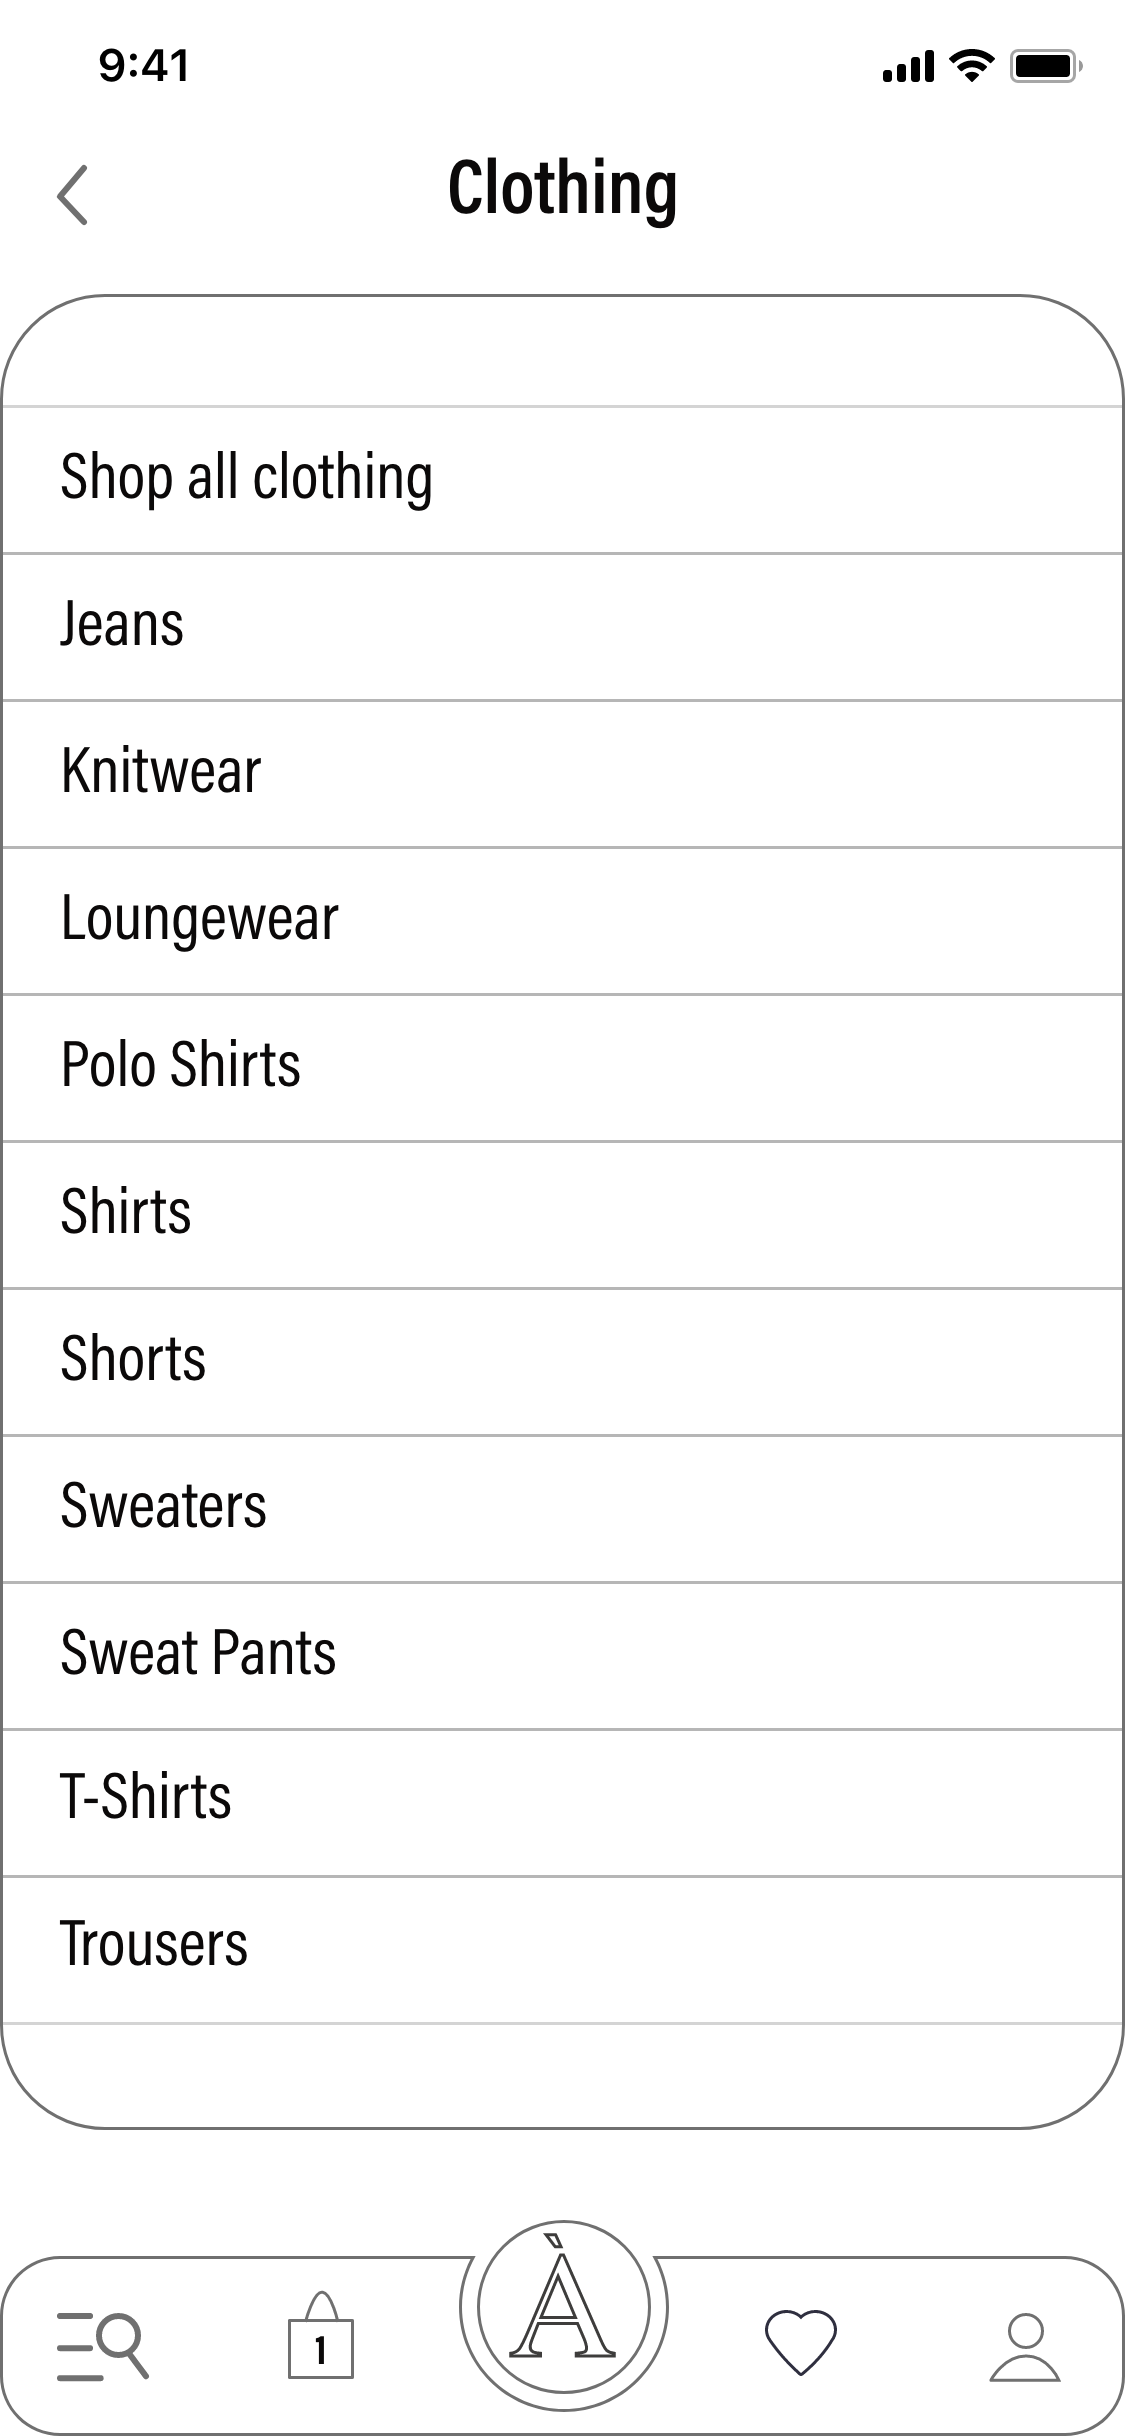 9:41
Clothing
Shop all clothing
Jeans
Knitwear
Loungewear
Polo Shirts
Shirts
Shorts
Sweaters
Sweat Pants
T-Shirts
Trousers
1
À